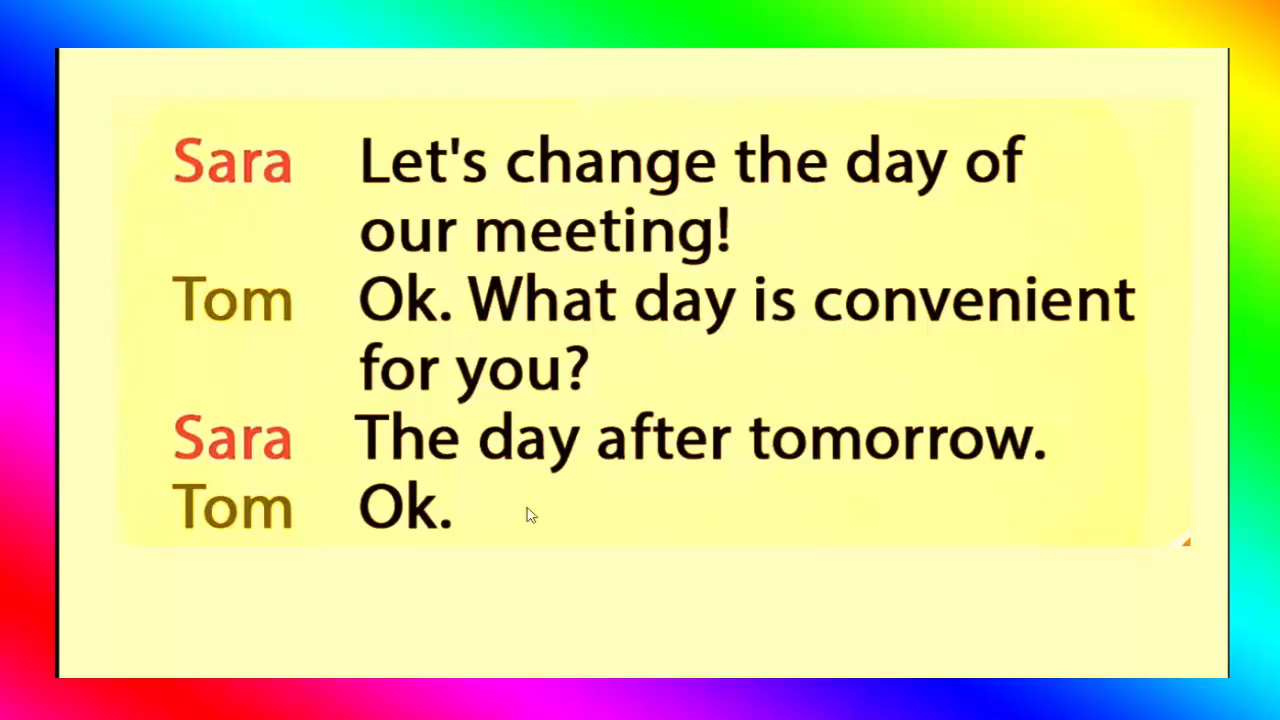 Sara Let's change the day of
our meeting!
Tom Ok. What day is convenient
for you?
Sara The day after tomorrow.
Tom Ok.